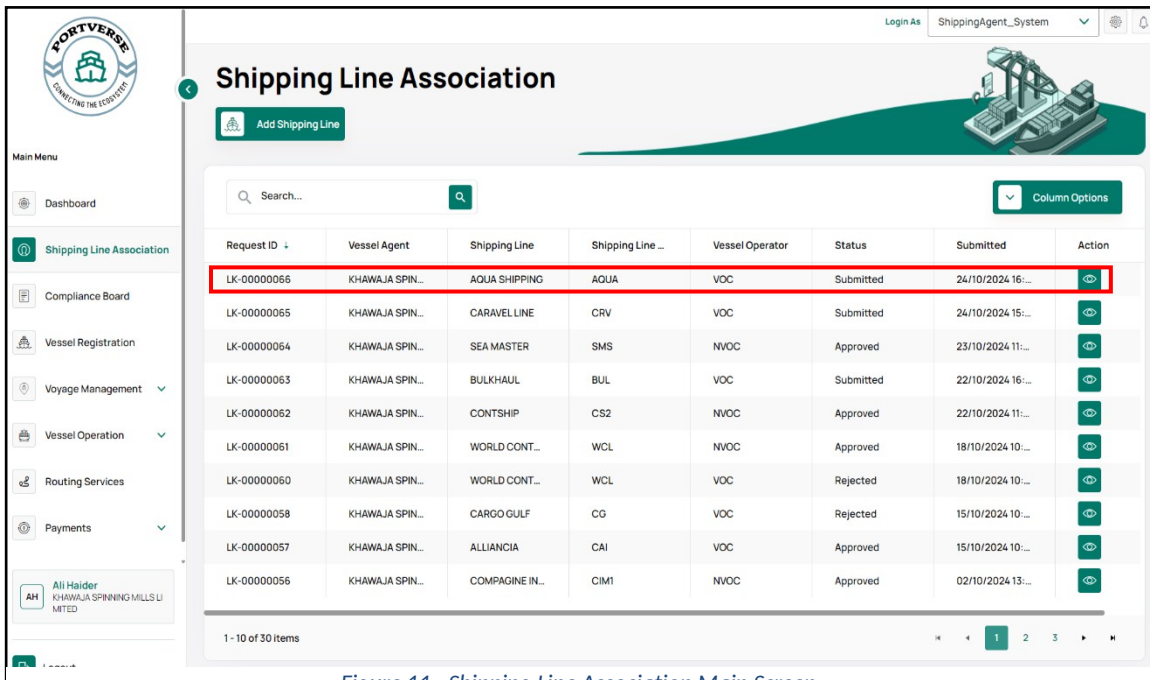 PORTVERSE
CONNECTING THE ECOSYSTEM
Login As ShippingAgent_System
Shipping Line Association
Add Shipping Line
Main Menu
Dashboard
Shipping Line Association
Compliance Board
Vessel Registration
Voyage Management
Vessel Operation
Routing Services
Payments
AH Ali Haider
KHAWAJA SPINNING MILLS LI
MITED
Logout
Search...
Column Options
Request ID ↓ Vessel Agent Shipping Line Shipping Line ... Vessel Operator Status Submitted Action
LK-00000066 KHAWAJA SPIN... AQUA SHIPPING AQUA VOC Submitted 24/10/2024 16:...
LK-00000065 KHAWAJA SPIN... CARAVEL LINE CRV VOC Submitted 24/10/2024 15:...
LK-00000064 KHAWAJA SPIN... SEA MASTER SMS NVOC Approved 23/10/2024 11:...
LK-00000063 KHAWAJA SPIN... BULKHAUL BUL VOC Submitted 22/10/2024 16:...
LK-00000062 KHAWAJA SPIN... CONTSHIP CS2 NVOC Approved 22/10/2024 11:...
LK-00000061 KHAWAJA SPIN... WORLD CONT... WCL NVOC Approved 18/10/2024 10:...
LK-00000060 KHAWAJA SPIN... WORLD CONT... WCL VOC Rejected 18/10/2024 10:...
LK-00000058 KHAWAJA SPIN... CARGO GULF CG VOC Rejected 15/10/2024 10:...
LK-00000057 KHAWAJA SPIN... ALLIANCIA CAI VOC Approved 15/10/2024 10:...
LK-00000056 KHAWAJA SPIN... COMPAGINE IN... CIM1 NVOC Approved 02/10/2024 13:...
1 - 10 of 30 items
1 2 3
Figure 11 - Shipping Line Association Main Screen